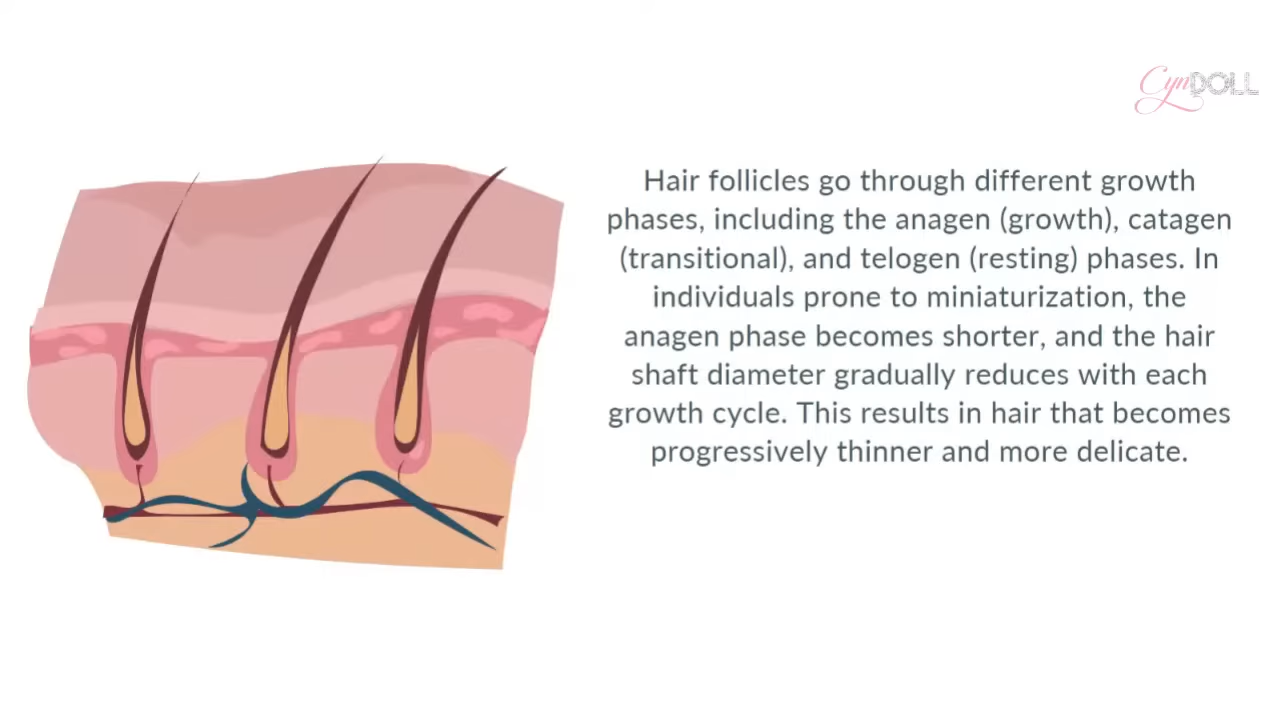 CynDOLL
Hair follicles go through different growth
phases, including the anagen (growth), catagen
(transitional), and telogen (resting) phases. In
individuals prone to miniaturization, the
anagen phase becomes shorter, and the hair
shaft diameter gradually reduces with each
growth cycle. This results in hair that becomes
progressively thinner and more delicate.